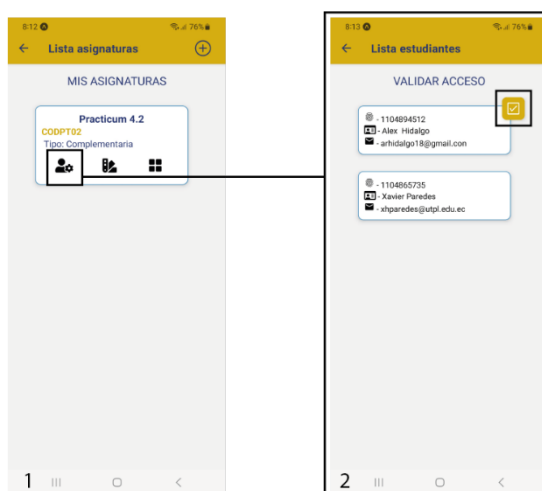 8:12
76%
Lista asignaturas
MIS ASIGNATURAS
Practicum 4.2
CODPT02
Tipo: Complementaria
1
8:13
76%
Lista estudiantes
VALIDAR ACCESO
- 1104894512
- Alex Hidalgo
- arhidalgo18@gmail.con
- 1104865735
- Xavier Paredes
- xhparedes@utpl.edu.ec
2